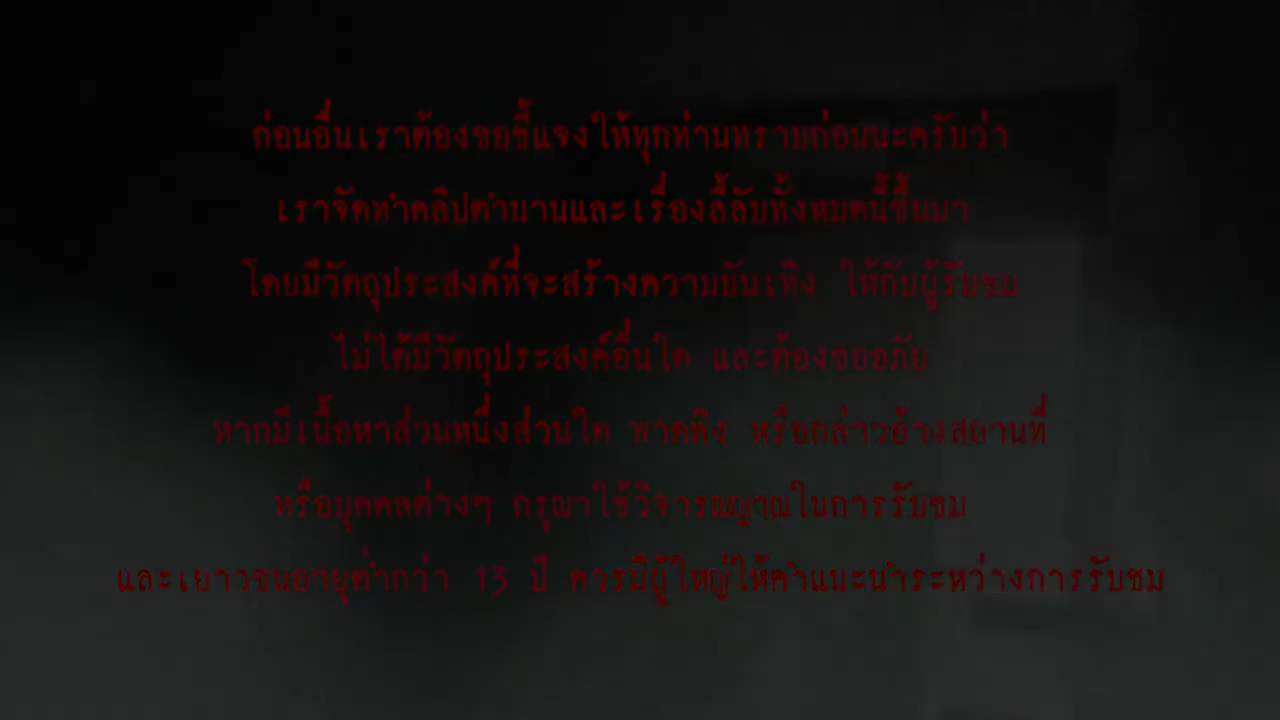 ก่อนอื่นเราต้องขอชี้แจงให้ทุกท่านทราบก่อนนะครับว่า
เราจัดทำคลิปตำนานและเรื่องลี้ลับทั้งหมดนี้ขึ้นมา
โดยมีวัตถุประสงค์ที่จะสร้างความบันเทิง ให้กับผู้รับชม
ไม่ได้มีวัตถุประสงค์อื่นใด และต้องขออภัย
หากมีเนื้อหาส่วนหนึ่งส่วนใด พาดพิง หรือกล่าวอ้างสถานที่
หรือบุคคลต่างๆ กรุณาใช้วิจารณญาณในการรับชม
และเยาวชนอายุต่ำกว่า 13 ปี ควรมีผู้ใหญ่ให้คำแนะนำระหว่างการรับชม